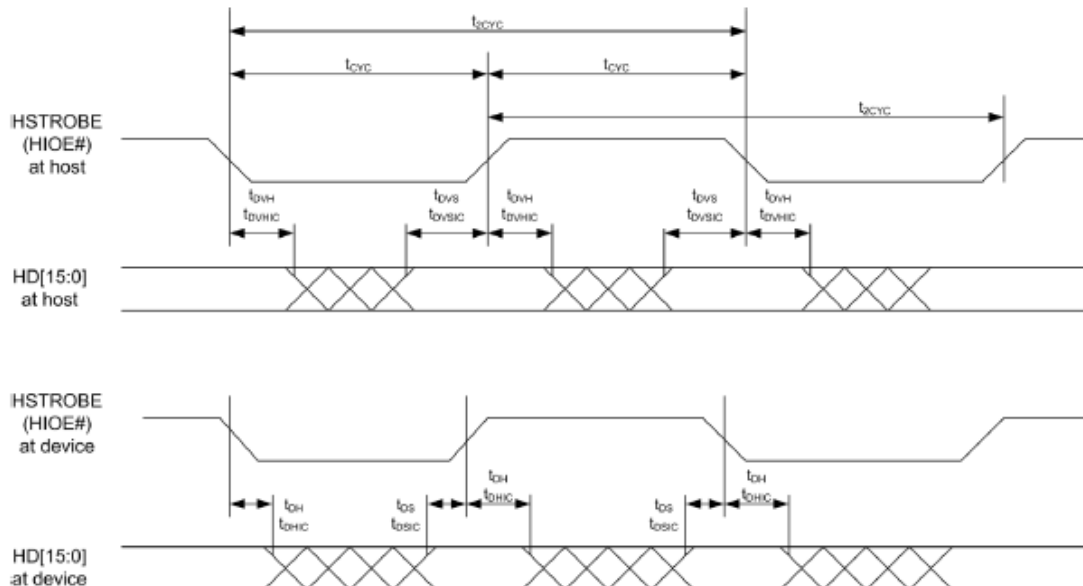 t2CYC
tCYC
tCYC
t2CYC
HSTROBE
(HIOE#)
at host
tDVH
tDVHIC
tDVS
tDVSIC
tDVH
tDVHIC
tDVS
tDVSIC
tDVH
tDVHIC
HD[15:0]
at host
HSTROBE
(HIOE#)
at device
tDH
tDHIC
tDS
tDSIC
tDH
tDHIC
tDS
tDSIC
tDH
tDHIC
HD[15:0]
at device